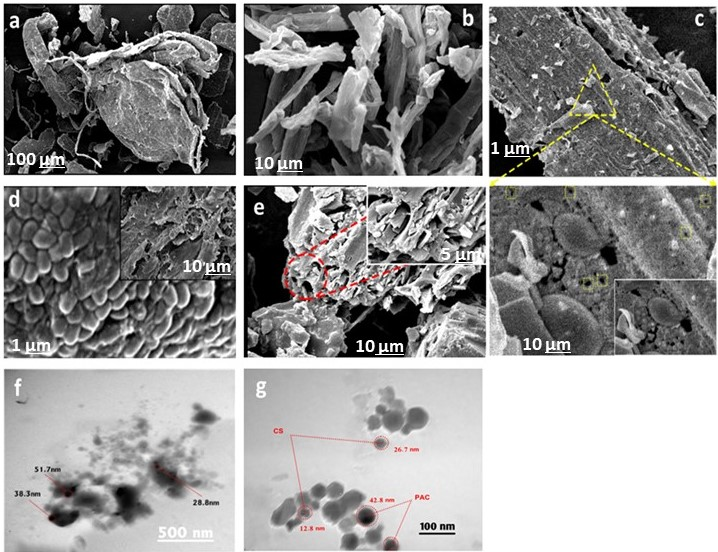 a
100 µm
b
10 µm
c
1 µm
d
10 µm
1 µm
e
5 µm
10 µm
10 µm
f
51.7nm
38.3nm
28.8nm
500 nm
g
CS
26.7 nm
42.8 nm
PAC
12.8 nm
100 nm